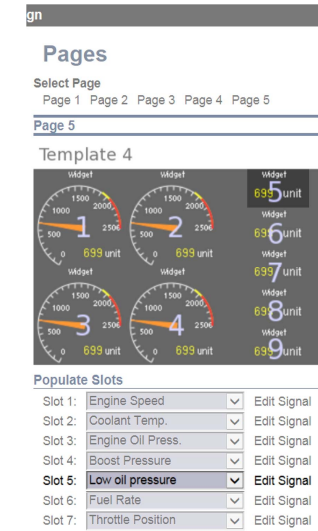 gn
Pages
Select Page
Page 1 Page 2 Page 3 Page 4 Page 5
Page 5
Template 4
Widget Widget Widget
1500 2000 1000 2500 500 0 1 699 unit
1500 2000 1000 2500 500 0 2 699 unit
5 699 unit
Widget
6 699 unit
Widget Widget Widget
7 699 unit
1500 2000 1000 2500 500 0 3 699 unit
1500 2000 1000 2500 500 0 4 699 unit
Widget
8 699 unit
Widget
9 699 unit
Populate Slots
Slot 1: Engine Speed Edit Signal
Slot 2: Coolant Temp. Edit Signal
Slot 3: Engine Oil Press. Edit Signal
Slot 4: Boost Pressure Edit Signal
Slot 5: Low oil pressure Edit Signal
Slot 6: Fuel Rate Edit Signal
Slot 7: Throttle Position Edit Signal